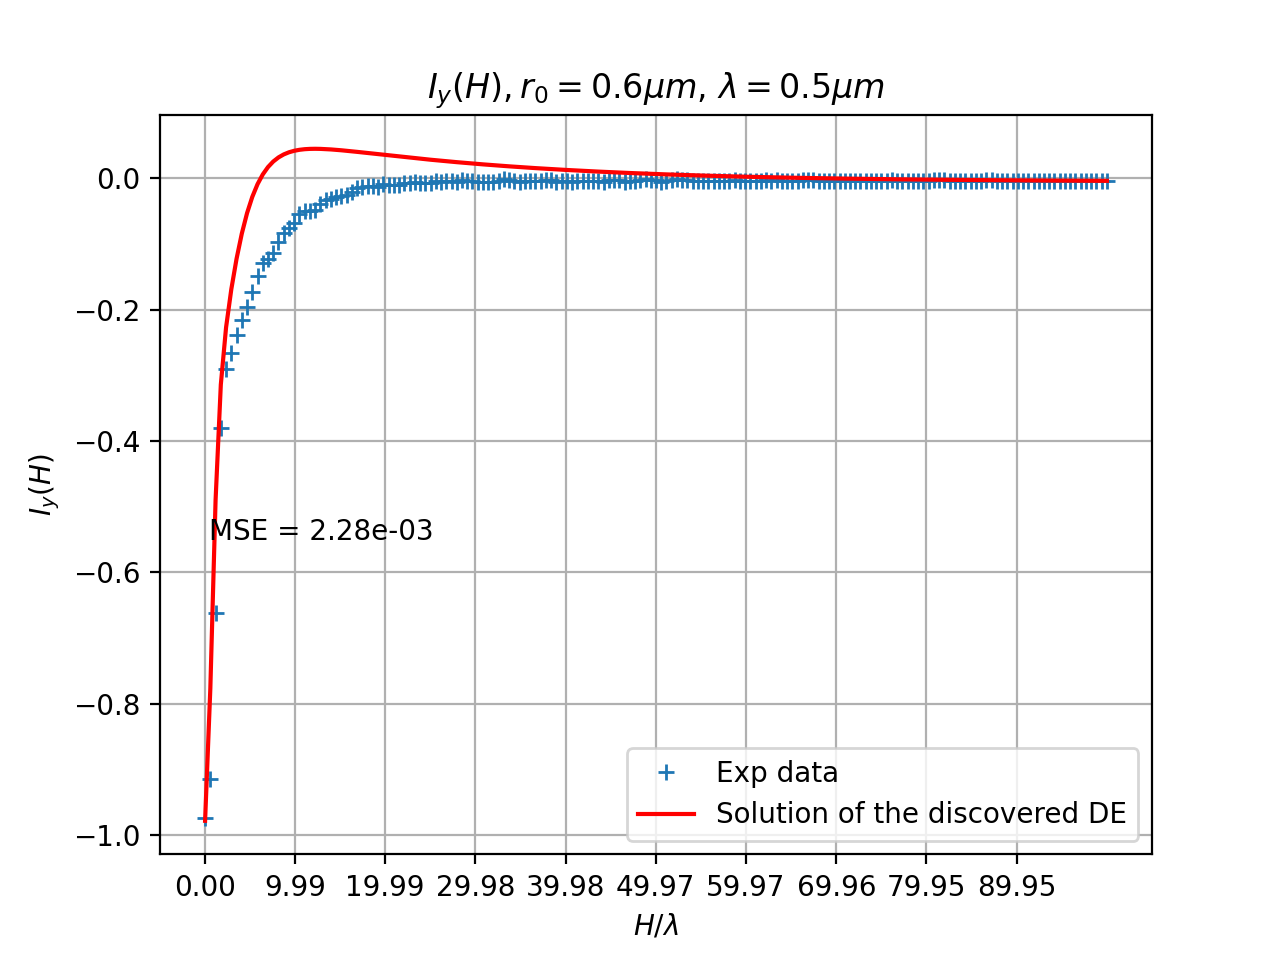 I_y(H), r_0 = 0.6μm, λ = 0.5μm
I_y(H)
0.0
−0.2
−0.4
−0.6
−0.8
−1.0
MSE = 2.28e-03
Exp data
Solution of the discovered DE
0.00 9.99 19.99 29.98 39.98 49.97 59.97 69.96 79.95 89.95
H/λ